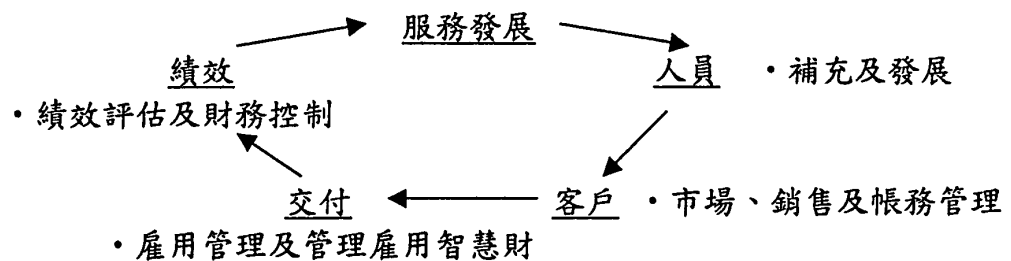 服務發展
績效
人員 ・補充及發展
・績效評估及財務控制
交付
客戶 ・市場、銷售及帳務管理
・雇用管理及管理雇用智慧財